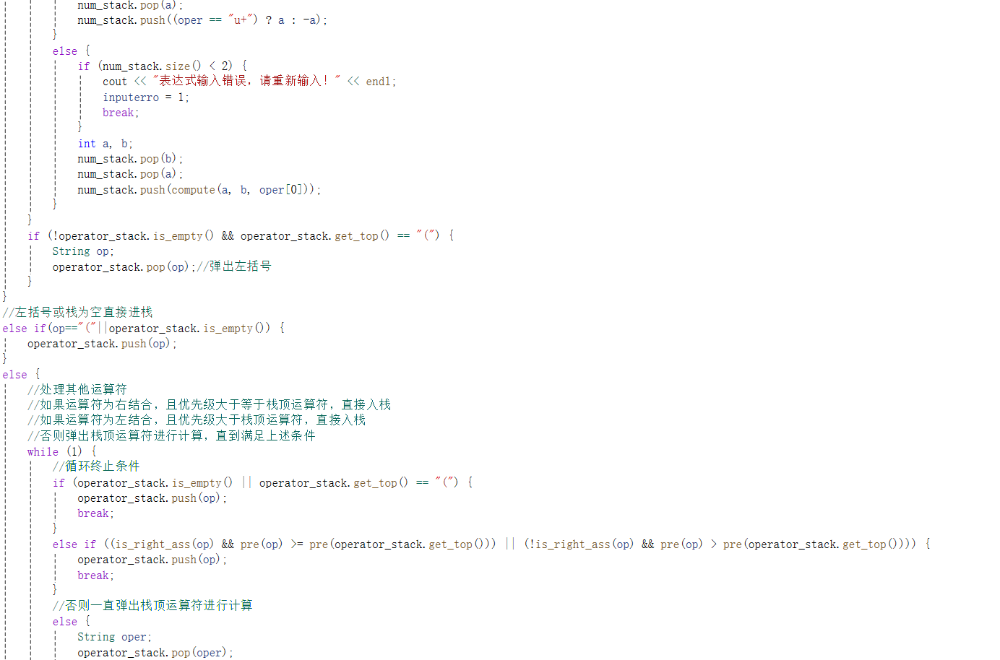 num_stack.pop(a);
num_stack.push((oper == "u+") ? a : -a);
}
else {
if (num_stack.size() < 2) {
cout << "表达式输入错误，请重新输入！" << endl;
inputerro = 1;
break;
}
int a, b;
num_stack.pop(b);
num_stack.pop(a);
num_stack.push(compute(a, b, oper[0]));
}
}
if (!operator_stack.is_empty() && operator_stack.get_top() == "(") {
String op;
operator_stack.pop(op);//弹出左括号
}
}
//左括号或栈为空直接进栈
else if(op=="("||operator_stack.is_empty()) {
operator_stack.push(op);
}
else {
//处理其他运算符
//如果运算符为右结合，且优先级大于等于栈顶运算符，直接入栈
//如果运算符为左结合，且优先级大于栈顶运算符，直接入栈
//否则弹出栈顶运算符进行计算，直到满足上述条件
while (1) {
//循环终止条件
if (operator_stack.is_empty() || operator_stack.get_top() == "(") {
operator_stack.push(op);
break;
}
else if ((is_right_ass(op) && pre(op) >= pre(operator_stack.get_top())) || (!is_right_ass(op) && pre(op) > pre(operator_stack.get_top()))) {
operator_stack.push(op);
break;
}
//否则一直弹出栈顶运算符进行计算
else {
String oper;
operator_stack.pop(oper);